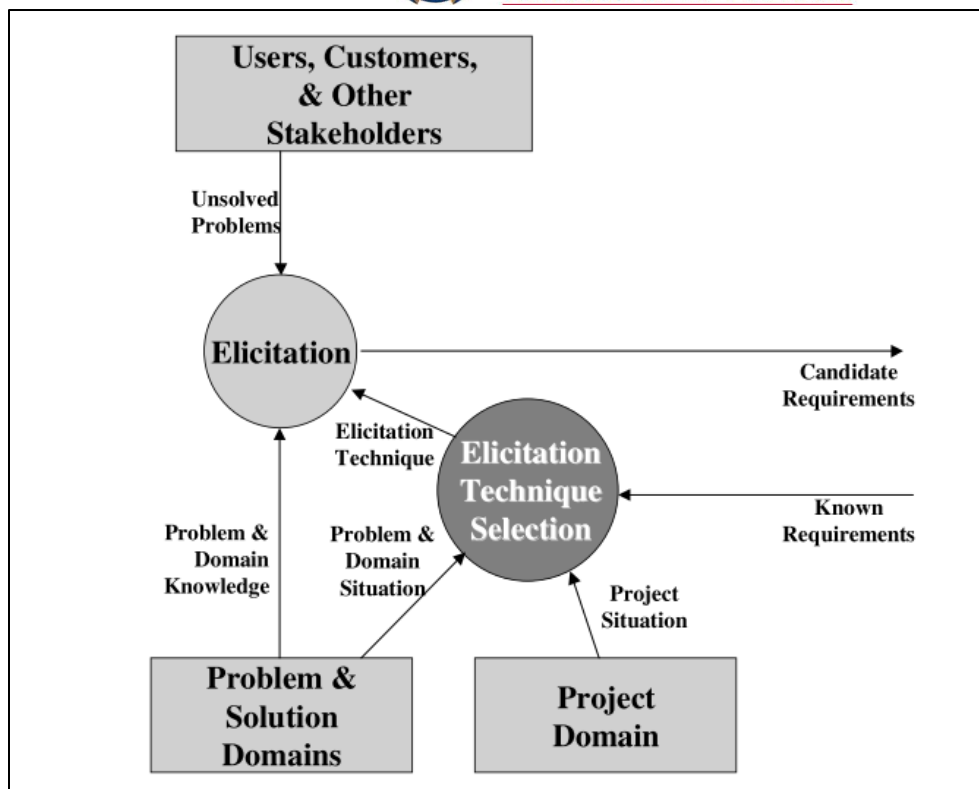 Users, Customers,
& Other
Stakeholders
Unsolved
Problems
Elicitation
Candidate
Requirements
Elicitation
Technique
Elicitation
Technique
Selection
Known
Requirements
Problem &
Domain
Knowledge
Problem &
Domain
Situation
Project
Situation
Problem &
Solution
Domains
Project
Domain